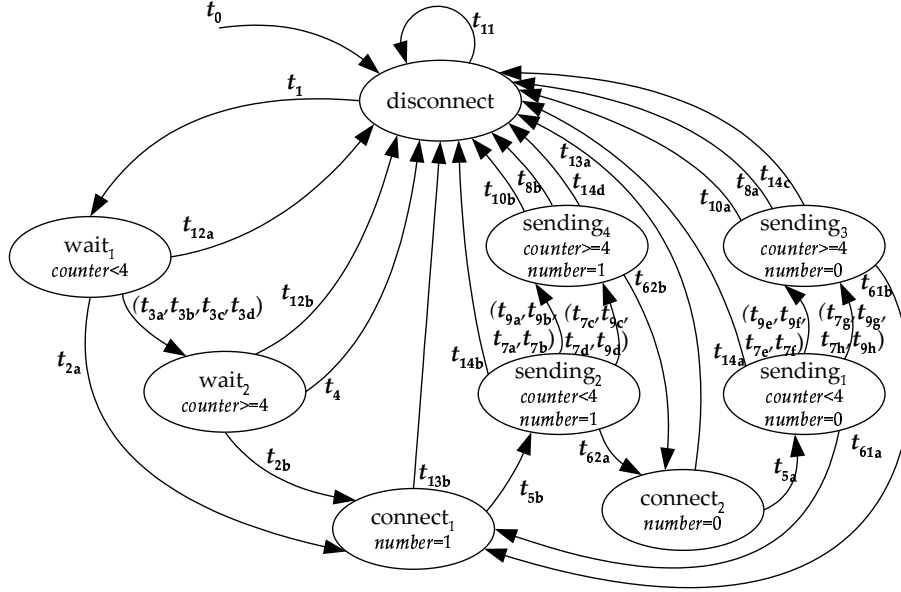 t0
t11
t1
disconnect
t13a
t14d
t8b
t10b
t14c
t8a
t10a
t12a
wait1
counter<4
sending4
counter>=4
number=1
sending3
counter>=4
number=0
t12b
t62b
t61b
(t3a,t3b,t3c,t3d)
(t9a,t9b,
t7a,t7b)
(t7c,t9c,
t7d,t9d)
(t9e,t9f,
t7e,t7f)
(t7g,t9g,
t7h,t9h)
t2a
t4
t14b
t14a
wait2
counter>=4
sending2
counter<4
number=1
sending1
counter<4
number=0
t2b
t62a
t61a
t13b
t5b
t5a
connect1
number=1
connect2
number=0